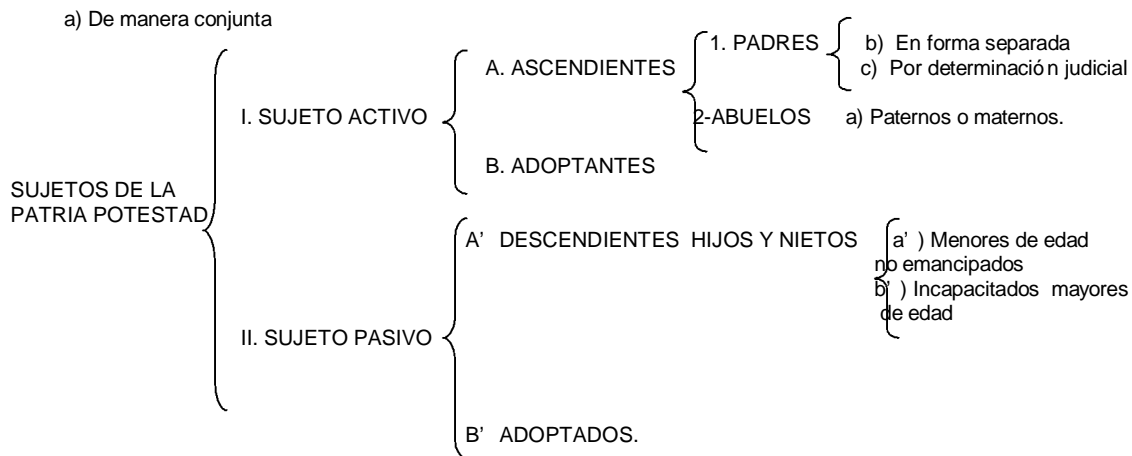 a) De manera conjunta
1. PADRES
b) En forma separada
c) Por determinación judicial
A. ASCENDIENTES
I. SUJETO ACTIVO
2-ABUELOS a) Paternos o maternos.
B. ADOPTANTES
SUJETOS DE LA
PATRIA POTESTAD
A’ DESCENDIENTES HIJOS Y NIETOS
a’ ) Menores de edad
no emancipados
b’ ) Incapacitados mayores
de edad
II. SUJETO PASIVO
B’ ADOPTADOS.